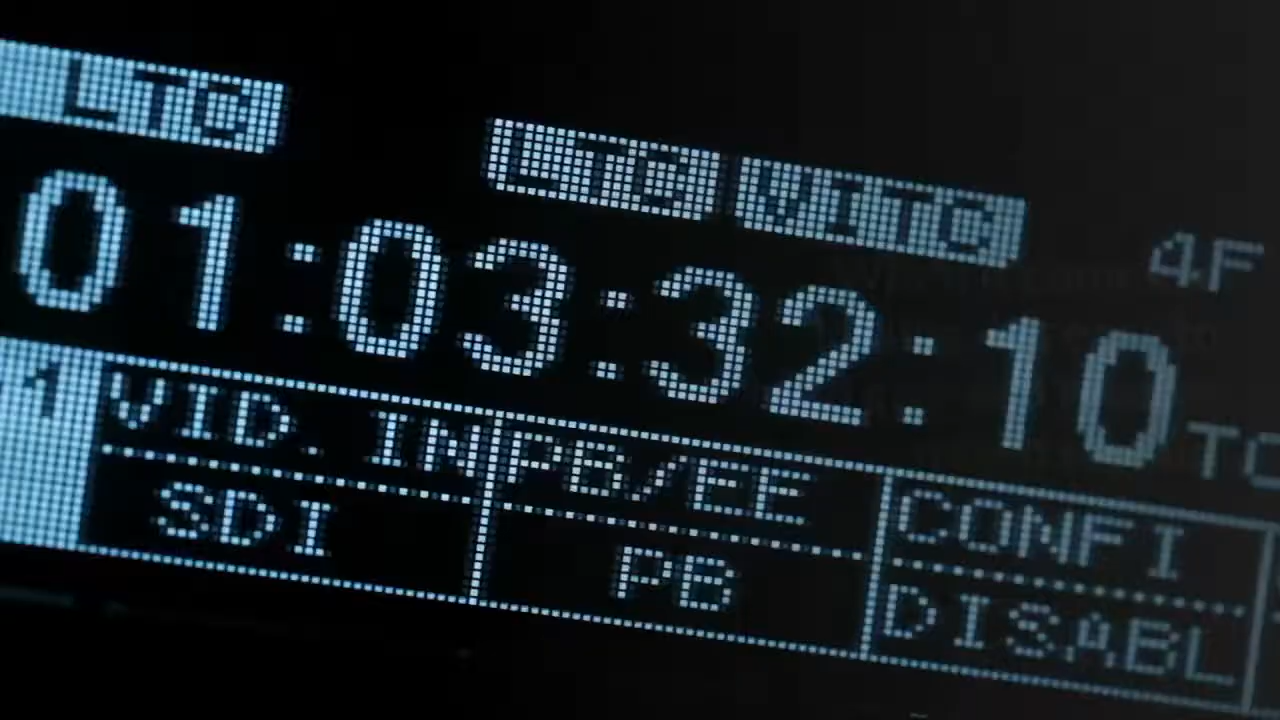 LTC LTC VITC 4F
01:03:32:10 TC
1 VID. IN PB/EE CONFI
SDI PB DISABL